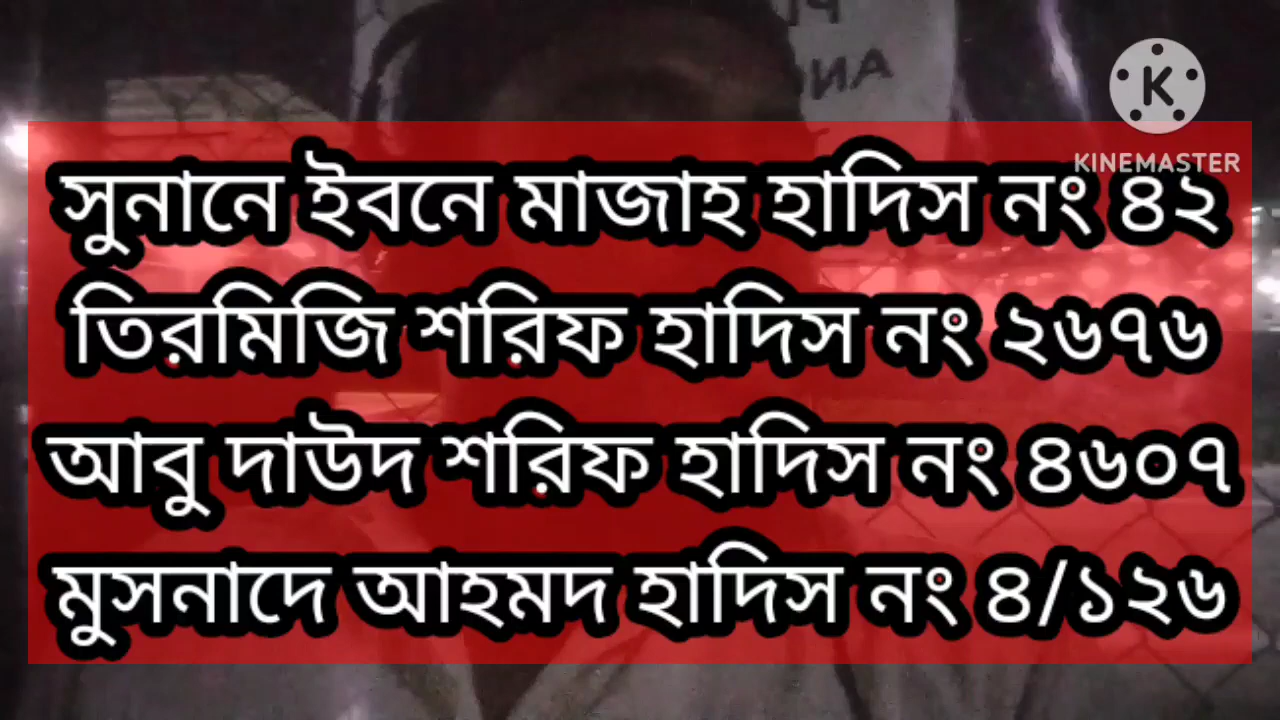 KINEMASTER
সুনানে ইবনে মাজাহ হাদিস নং ৪২
তিরমিজি শরিফ হাদিস নং ২৬৭৬
আবু দাউদ শরিফ হাদিস নং ৪৬০৭
মুসনাদে আহমদ হাদিস নং ৪/১২৬